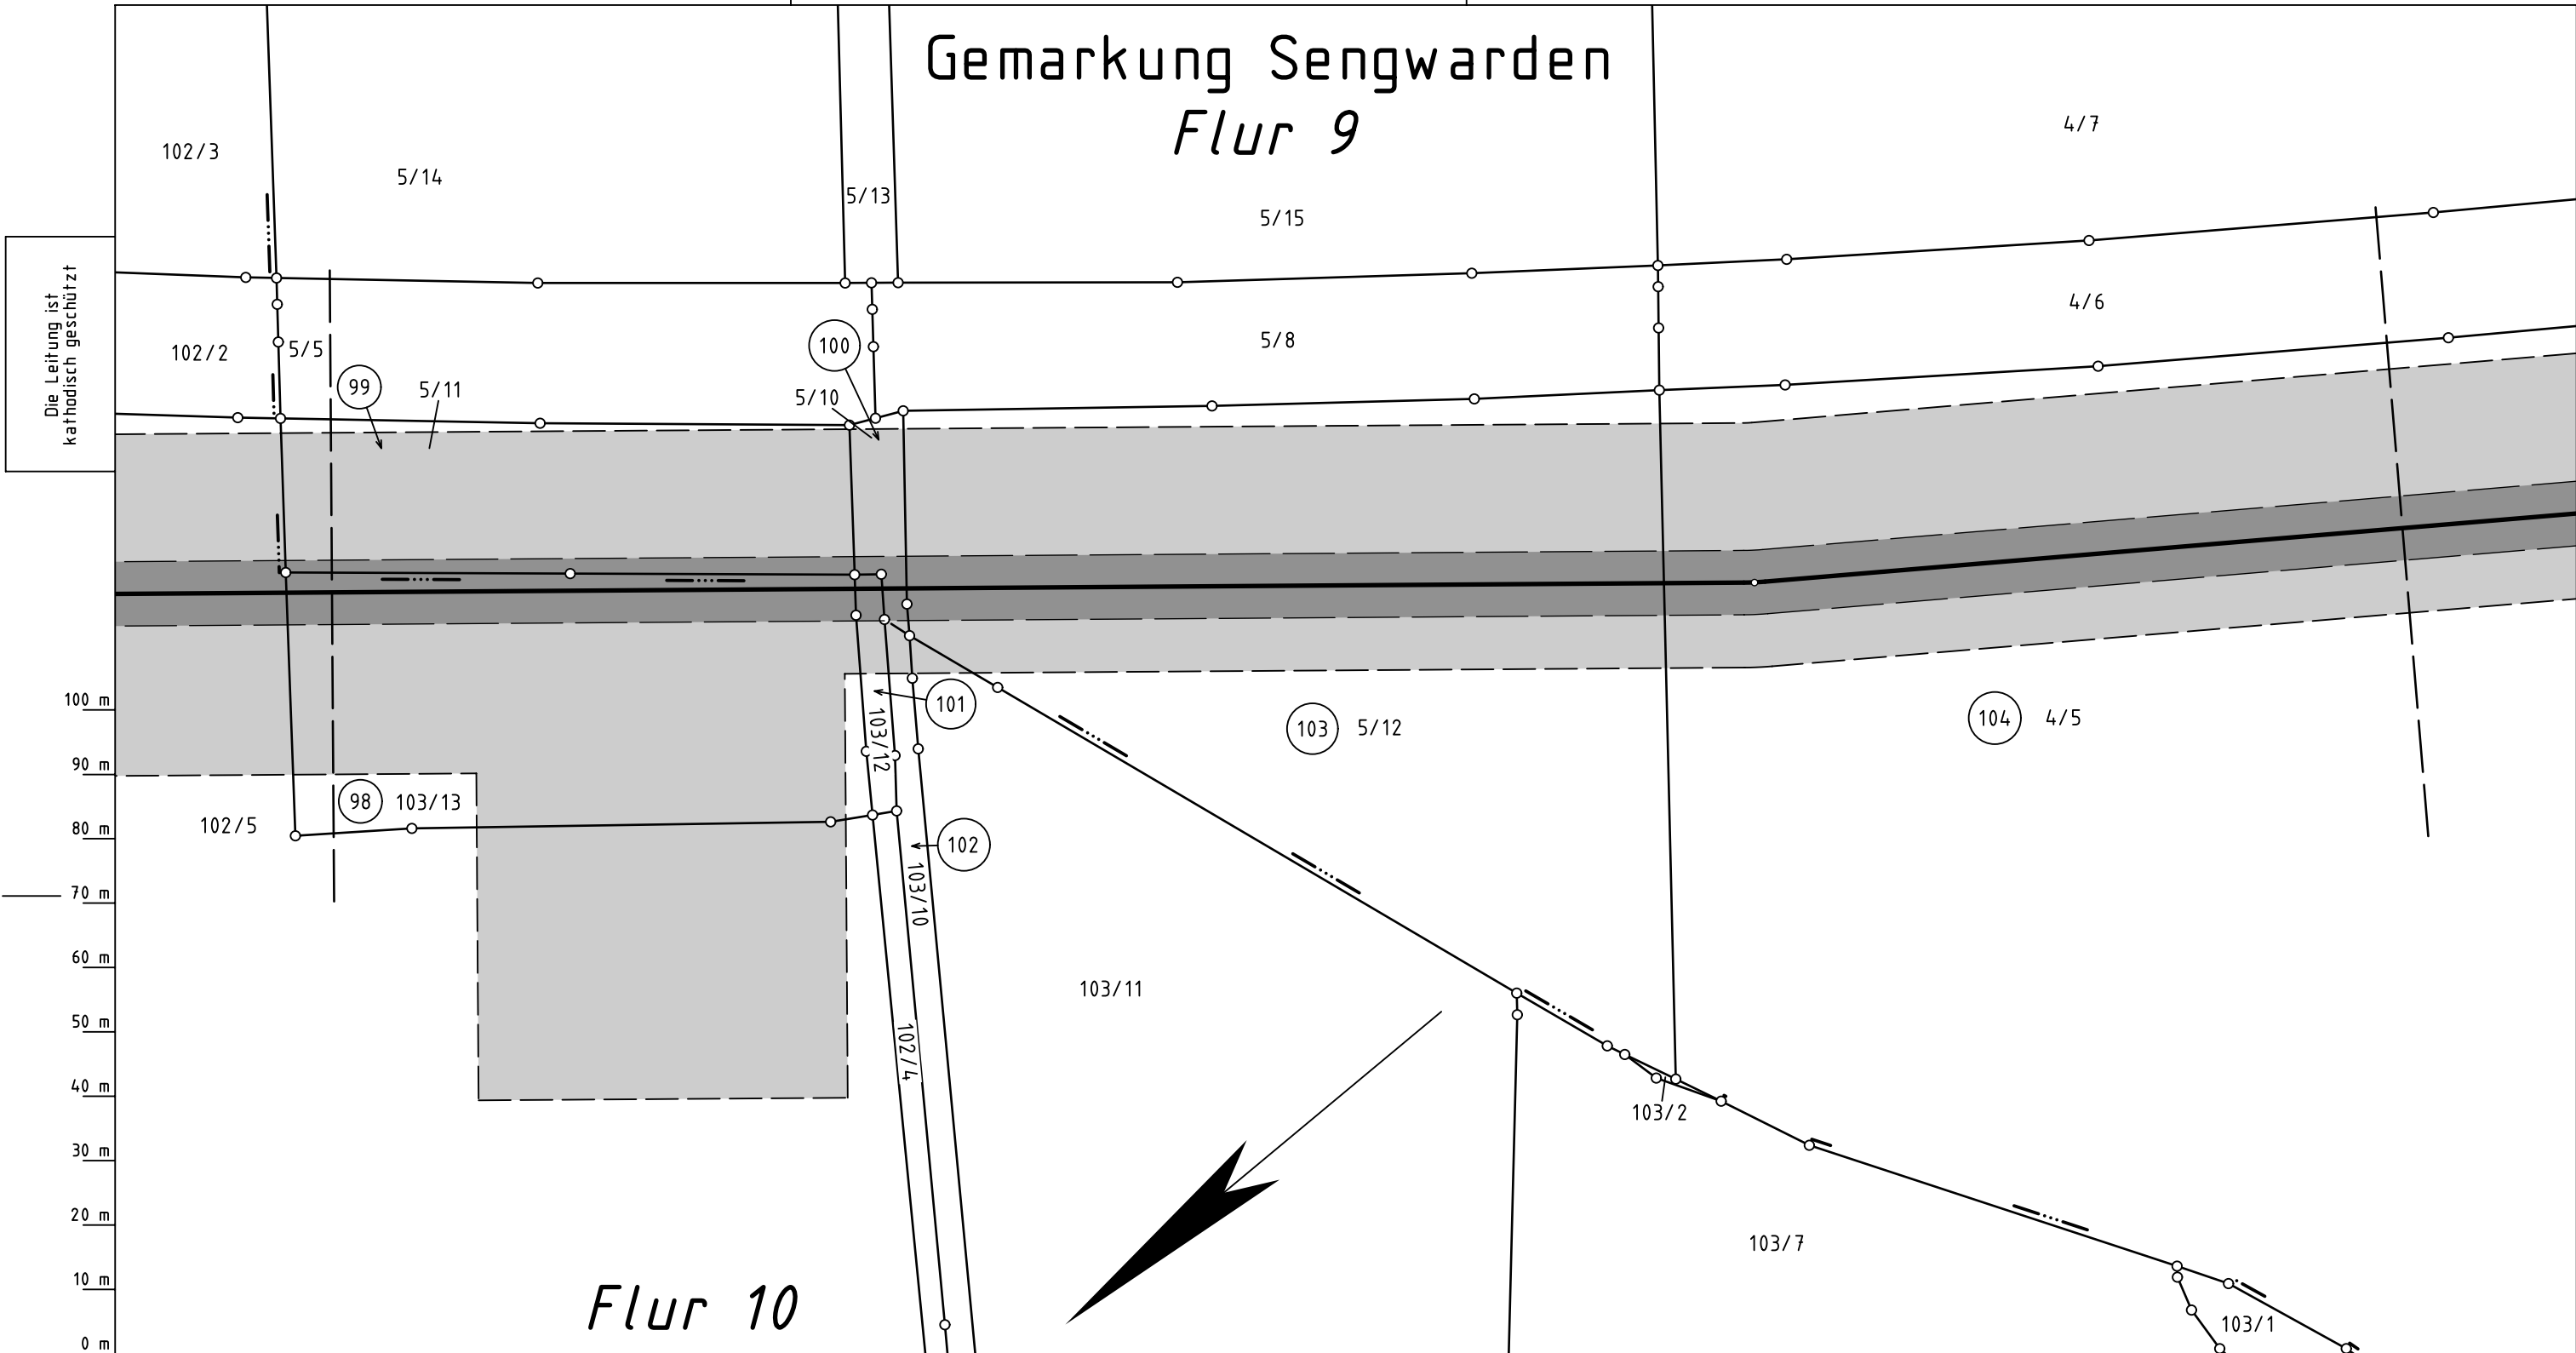 Gemarkung Sengwarden
Flur 9
4/7
102/3
5/14
5/13
5/15
Die Leitung ist
kathodisch geschützt
4/6
102/2
5/5
100
5/8
99
5/11
5/10
100 m
101
103/12
103
5/12
104
4/5
90 m
98
103/13
102/5
80 m
102
103/10
70 m
60 m
103/11
50 m
102/4
40 m
103/2
30 m
20 m
103/7
10 m
Flur 10
103/1
0 m